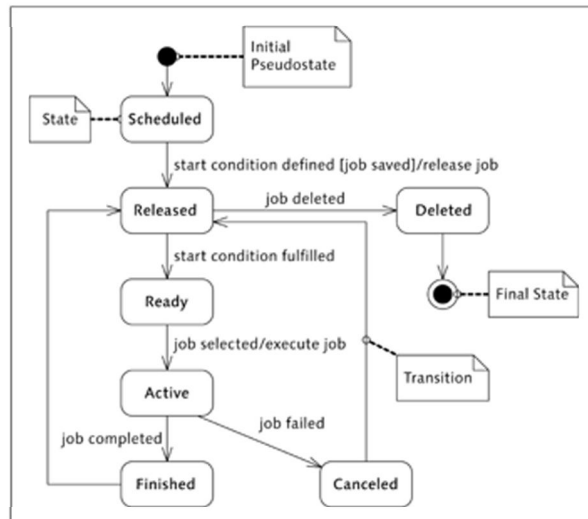 Initial
Pseudostate
State
Scheduled
start condition defined [job saved]/release job
Released
job deleted
Deleted
start condition fulfilled
Ready
Final State
job selected/execute job
Active
Transition
job completed
job failed
Finished
Canceled